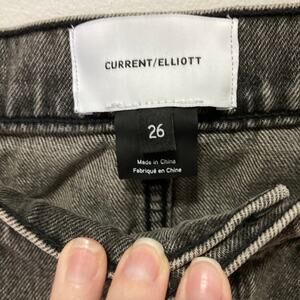 CURRENT/ELLIOTT
26
Made in China
Fabriqué en Chine